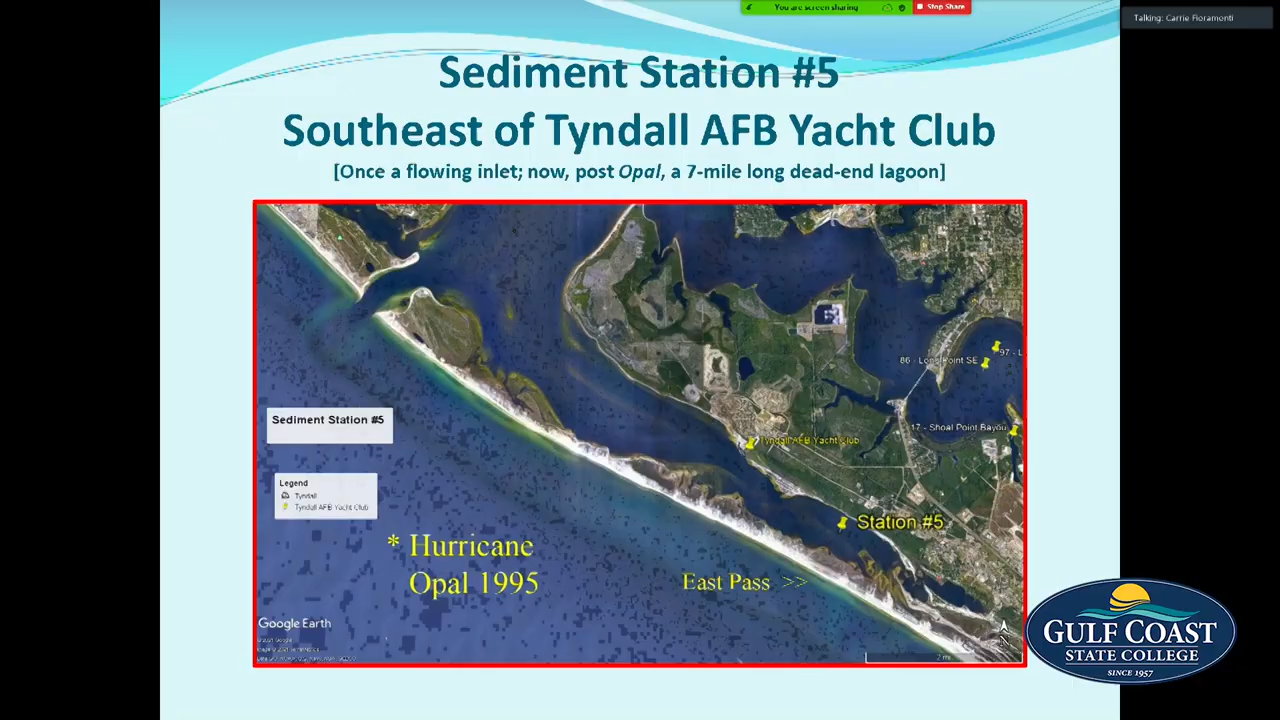 You are screen sharing
Stop Share
Talking: Carrie Fioramonti
Sediment Station #5
Southeast of Tyndall AFB Yacht Club
[Once a flowing inlet; now, post Opal, a 7-mile long dead-end lagoon]
86 - Long Point SE
97 - L
17 - Shoal Point Bayou
Sediment Station #5
Tyndall AFB Yacht Club
Legend
Tyndall
Tyndall AFB Yacht Club
Station #5
* Hurricane
Opal 1995
East Pass >>
Google Earth
N
2 mi
GULF COAST
STATE COLLEGE
SINCE 1957